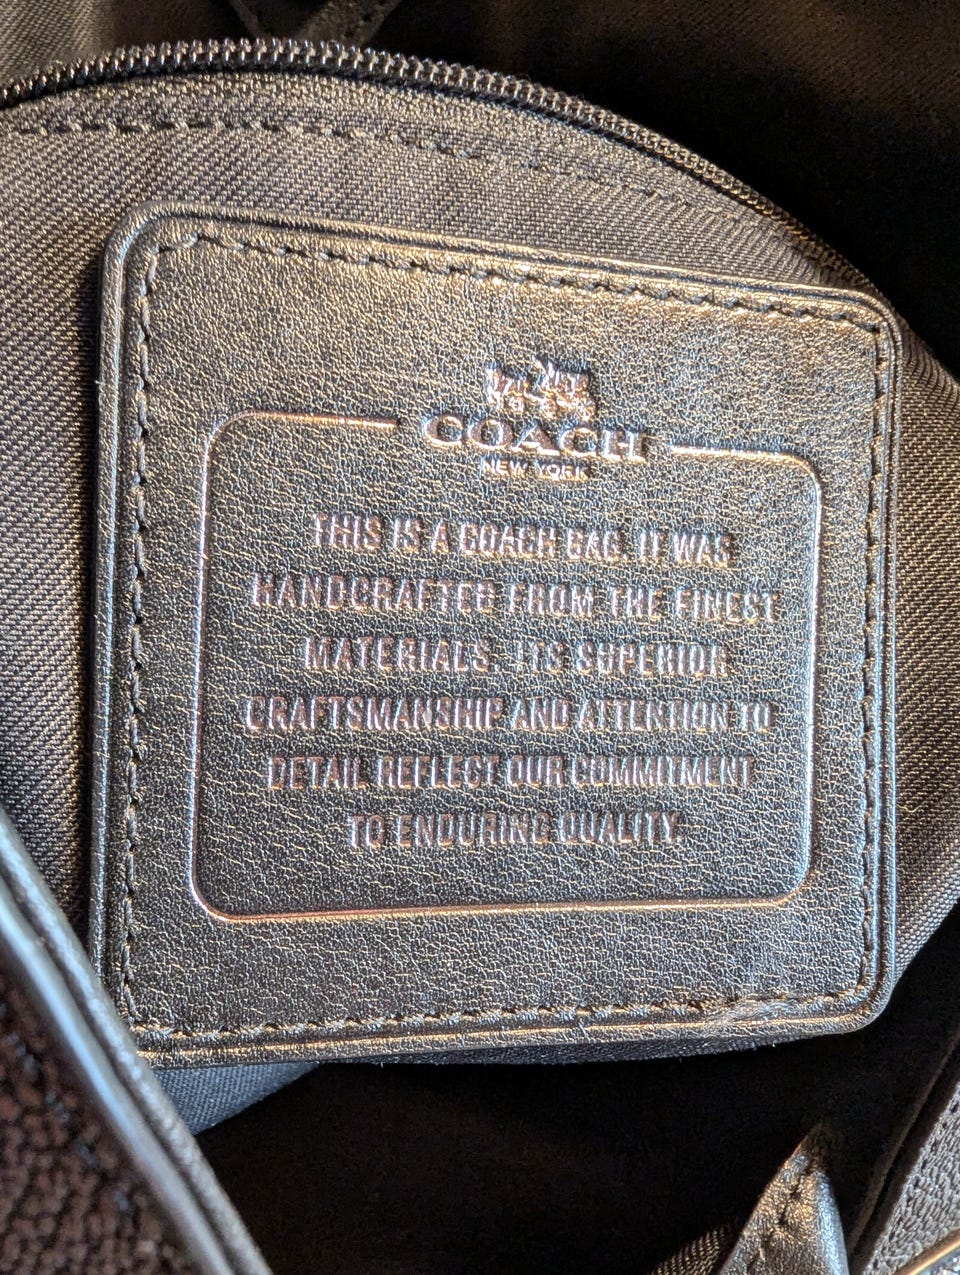 COACH
NEW YORK
THIS IS A COACH BAG. IT WAS
HANDCRAFTED FROM THE FINEST
MATERIALS. ITS SUPERIOR
CRAFTSMANSHIP AND ATTENTION TO
DETAIL REFLECT OUR COMMITMENT
TO ENDURING QUALITY.